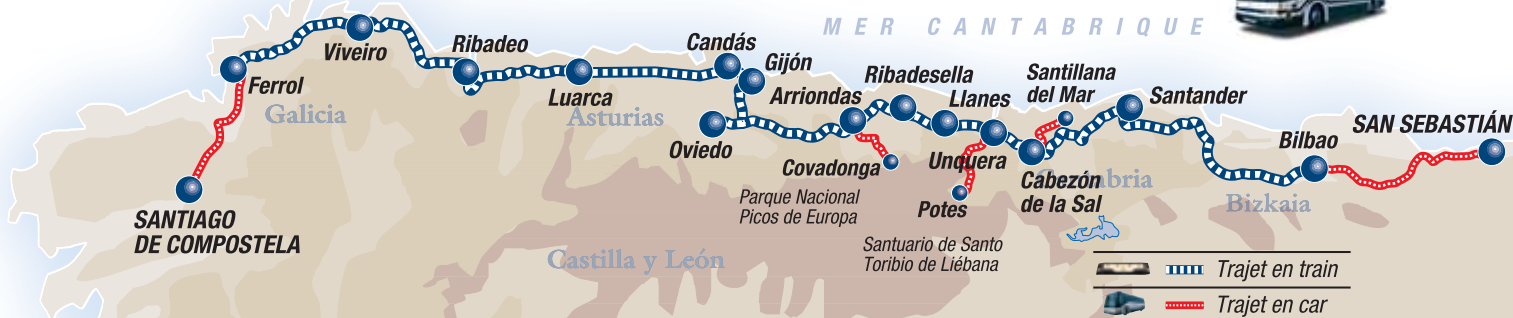 MER CANTABRIQUE
Viveiro
Ribadeo
Candás
Gijón
Ferrol
Galicia
Luarca
Asturias
Arriondas
Ribadesella
Llanes
Santillana
del Mar
Santander
Oviedo
Covadonga
Unquera
Cabezón
de la Sal
Cantabria
Bilbao
SAN SEBASTIÁN
Bizkaia
Parque Nacional
Picos de Europa
Potes
SANTIAGO
DE COMPOSTELA
Castilla y León
Santuario de Santo
Toribio de Liébana
Trajet en train
Trajet en car